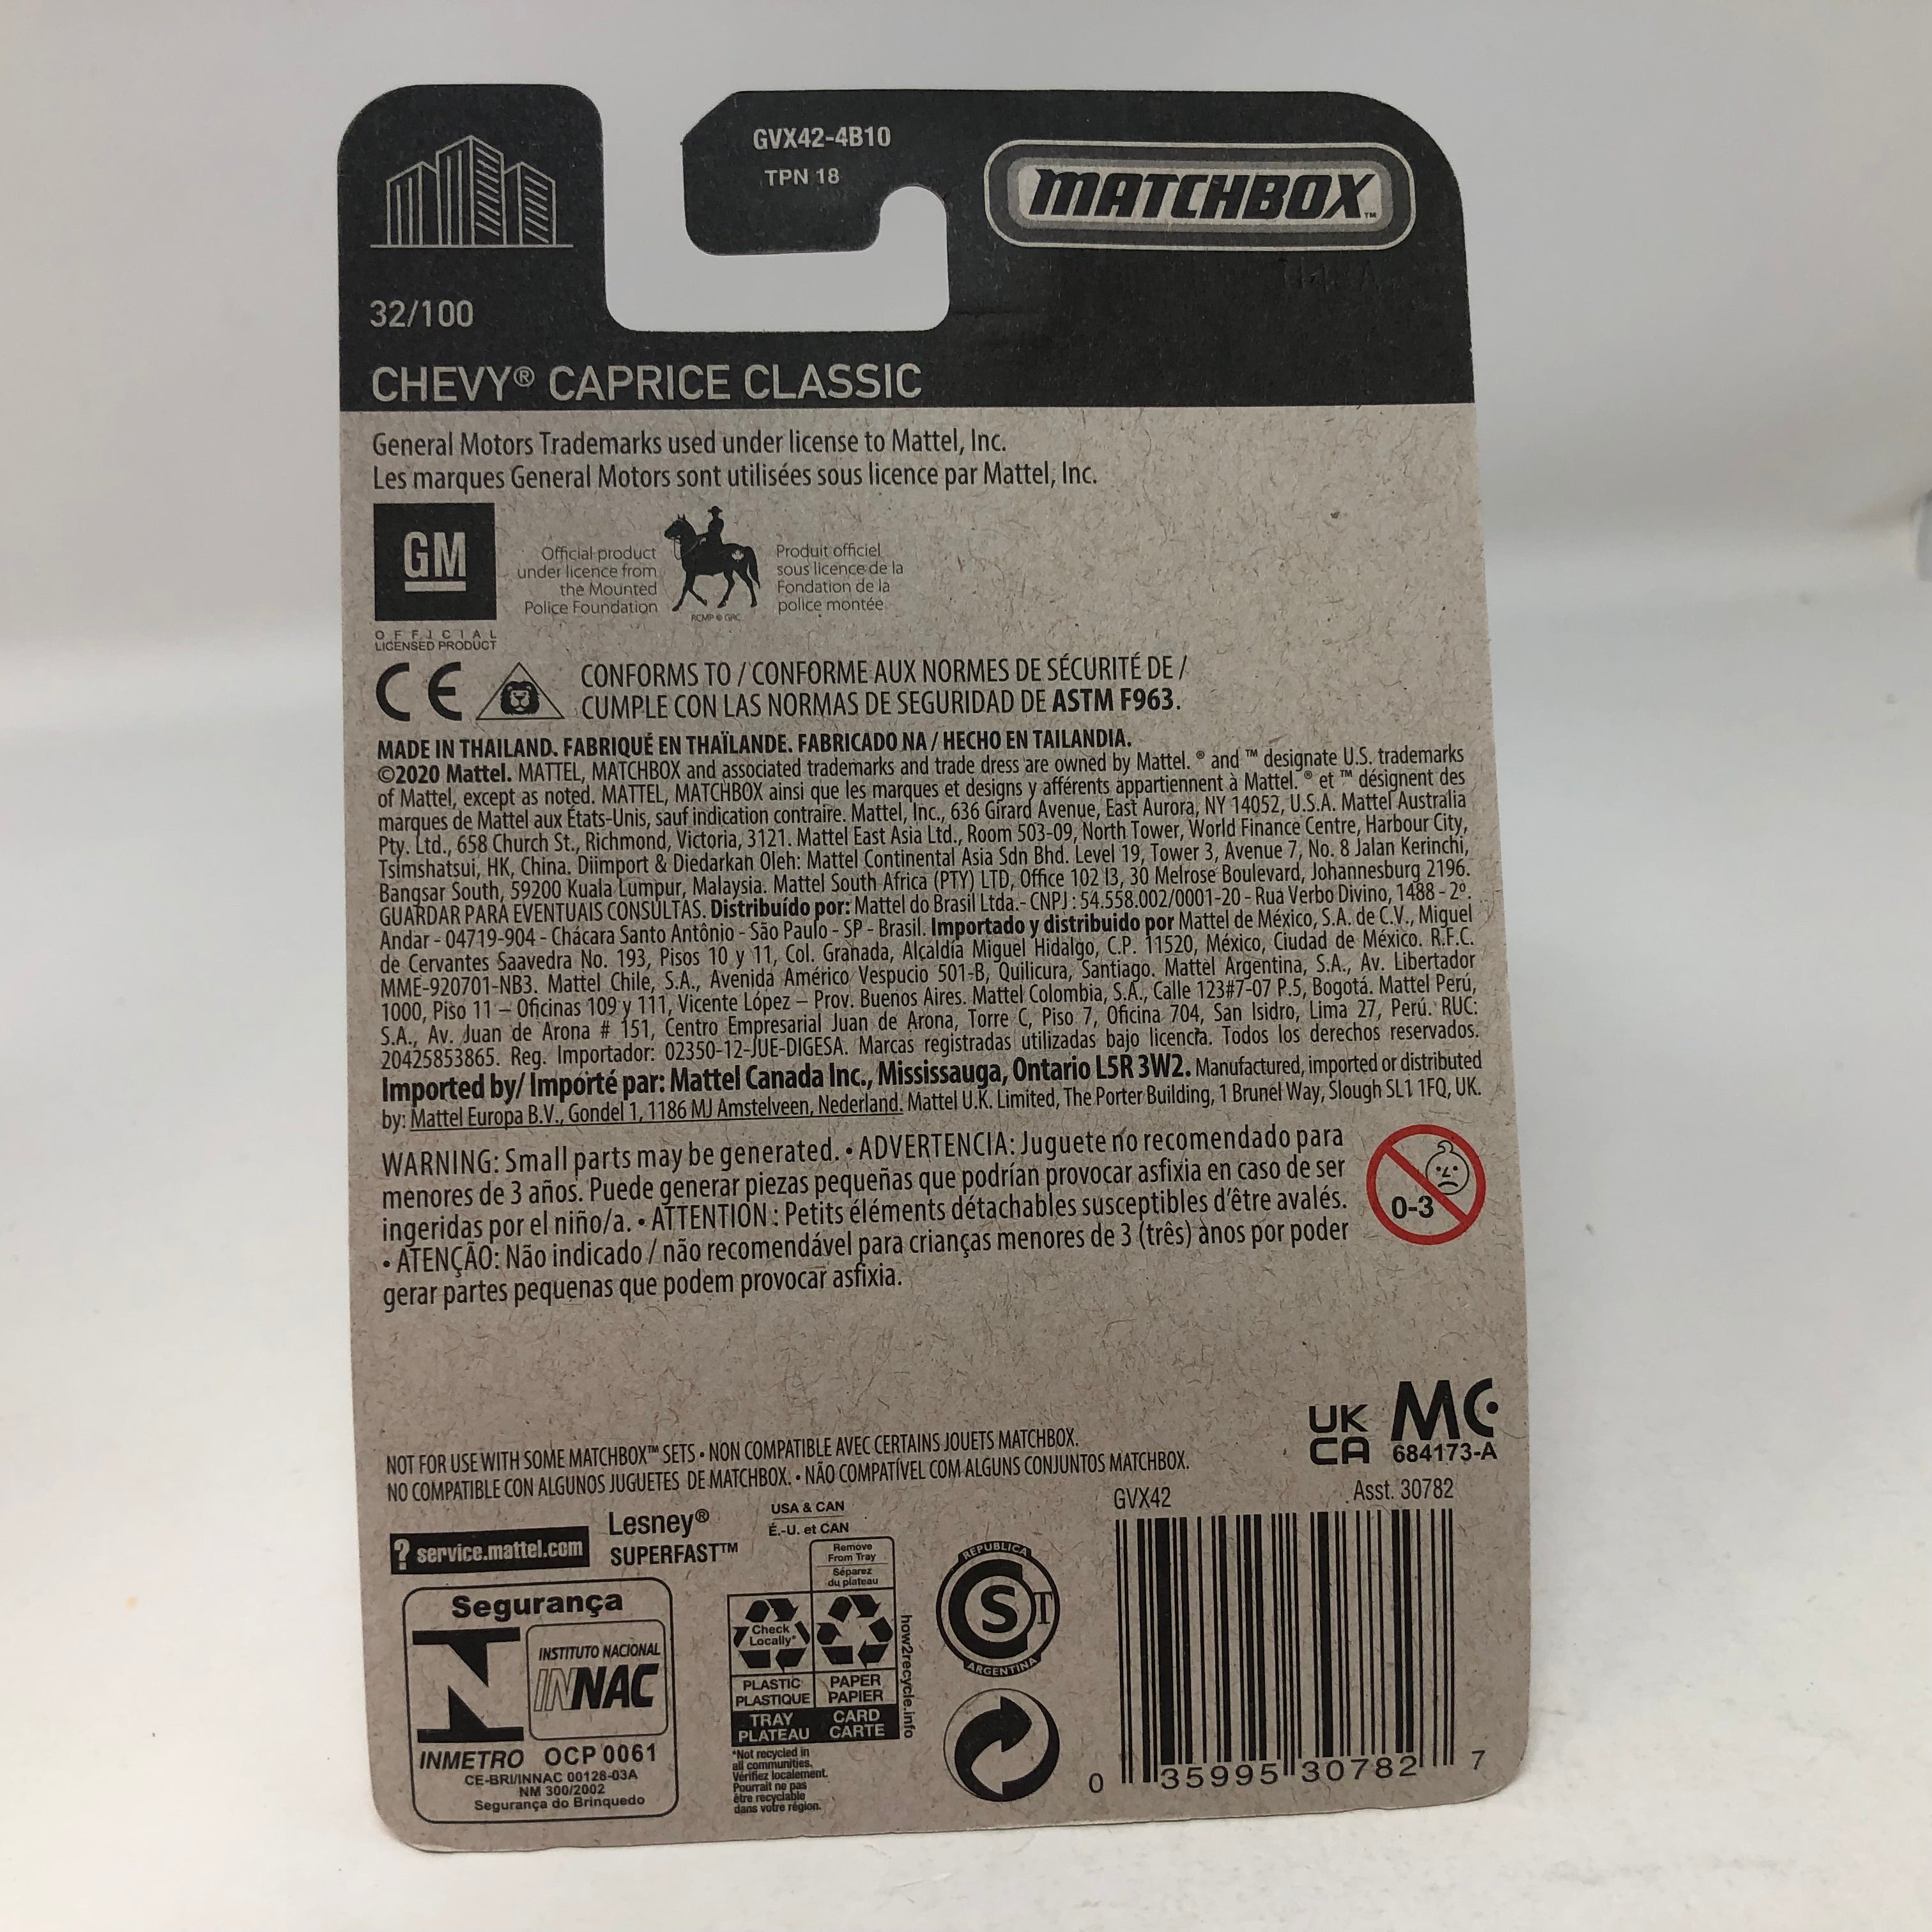 GVX42-4B10
TPN 18
MATCHBOX™
32/100
CHEVY® CAPRICE CLASSIC
General Motors Trademarks used under license to Mattel, Inc.
Les marques General Motors sont utilisées sous licence par Mattel, Inc.
GM
OFFICIAL
LICENSED PRODUCT
Official product
under licence from
the Mounted
Police Foundation
RCMP © GRC
Produit officiel
sous licence de la
Fondation de la
police montée
CE
CONFORMS TO / CONFORME AUX NORMES DE SÉCURITÉ DE /
CUMPLE CON LAS NORMAS DE SEGURIDAD DE ASTM F963.
MADE IN THAILAND. FABRIQUÉ EN THAÏLANDE. FABRICADO NA / HECHO EN TAILANDIA.
©2020 Mattel. MATTEL, MATCHBOX and associated trademarks and trade dress are owned by Mattel. ® and ™ designate U.S. trademarks
of Mattel, except as noted. MATTEL, MATCHBOX ainsi que les marques et designs y afférents appartiennent à Mattel. ® et ™ désignent des
marques de Mattel aux États-Unis, sauf indication contraire. Mattel, Inc., 636 Girard Avenue, East Aurora, NY 14052, U.S.A. Mattel Australia
Pty. Ltd., 658 Church St., Richmond, Victoria, 3121. Mattel East Asia Ltd., Room 503-09, North Tower, World Finance Centre, Harbour City,
Tsimshatsui, HK, China. Diimport & Diedarkan Oleh: Mattel Continental Asia Sdn Bhd. Level 19, Tower 3, Avenue 7, No. 8 Jalan Kerinchi,
Bangsar South, 59200 Kuala Lumpur, Malaysia. Mattel South Africa (PTY) LTD, Office 102 I3, 30 Melrose Boulevard, Johannesburg 2196.
GUARDAR PARA EVENTUAIS CONSULTAS. Distribuído por: Mattel do Brasil Ltda.- CNPJ : 54.558.002/0001-20 - Rua Verbo Divino, 1488 - 2º.
Andar - 04719-904 - Chácara Santo Antônio - São Paulo - SP - Brasil. Importado y distribuido por Mattel de México, S.A. de C.V., Miguel
de Cervantes Saavedra No. 193, Pisos 10 y 11, Col. Granada, Alcaldía Miguel Hidalgo, C.P. 11520, México, Ciudad de México. R.F.C.
MME-920701-NB3. Mattel Chile, S.A., Avenida Américo Vespucio 501-B, Quilicura, Santiago. Mattel Argentina, S.A., Av. Libertador
1000, Piso 11 – Oficinas 109 y 111, Vicente López – Prov. Buenos Aires. Mattel Colombia, S.A., Calle 123#7-07 P.5, Bogotá. Mattel Perú,
S.A., Av. Juan de Arona # 151, Centro Empresarial Juan de Arona, Torre C, Piso 7, Oficina 704, San Isidro, Lima 27, Perú. RUC:
20425853865. Reg. Importador: 02350-12-JUE-DIGESA. Marcas registradas utilizadas bajo licencia. Todos los derechos reservados.
Imported by/ Importé par: Mattel Canada Inc., Mississauga, Ontario L5R 3W2. Manufactured, imported or distributed
by: Mattel Europa B.V., Gondel 1, 1186 MJ Amstelveen, Nederland. Mattel U.K. Limited, The Porter Building, 1 Brunel Way, Slough SL1 1FQ, UK.
WARNING: Small parts may be generated. • ADVERTENCIA: Juguete no recomendado para
menores de 3 años. Puede generar piezas pequeñas que podrían provocar asfixia en caso de ser
ingeridas por el niño/a. • ATTENTION : Petits éléments détachables susceptibles d'être avalés.
• ATENÇÃO: Não indicado / não recomendável para crianças menores de 3 (três) anos por poder
gerar partes pequenas que podem provocar asfixia.
0-3
UK
CA
MC
684173-A
NOT FOR USE WITH SOME MATCHBOX™ SETS • NON COMPATIBLE AVEC CERTAINS JOUETS MATCHBOX.
NO COMPATIBLE CON ALGUNOS JUGUETES DE MATCHBOX. • NÃO COMPATÍVEL COM ALGUNS CONJUNTOS MATCHBOX.
GVX42
Asst. 30782
? service.mattel.com
Lesney®
SUPERFAST™
USA & CAN
É.-U. et CAN
Remove
From Tray
Séparez
du plateau
Check
Locally*
PLASTIC
PLASTIQUE
PAPER
PAPIER
TRAY
PLATEAU
CARD
CARTE
how2recycle.info
*Not recycled in
all communities.
Vérifiez localement.
Pourrait ne pas
être recyclable
dans votre région.
Segurança
INSTITUTO NACIONAL
INNAC
INMETRO OCP 0061
CE-BRI/INNAC 00128-03A
NM 300/2002
Segurança do Brinquedo
REPUBLICA
CST
ARGENTINA
0 35995 30782 7